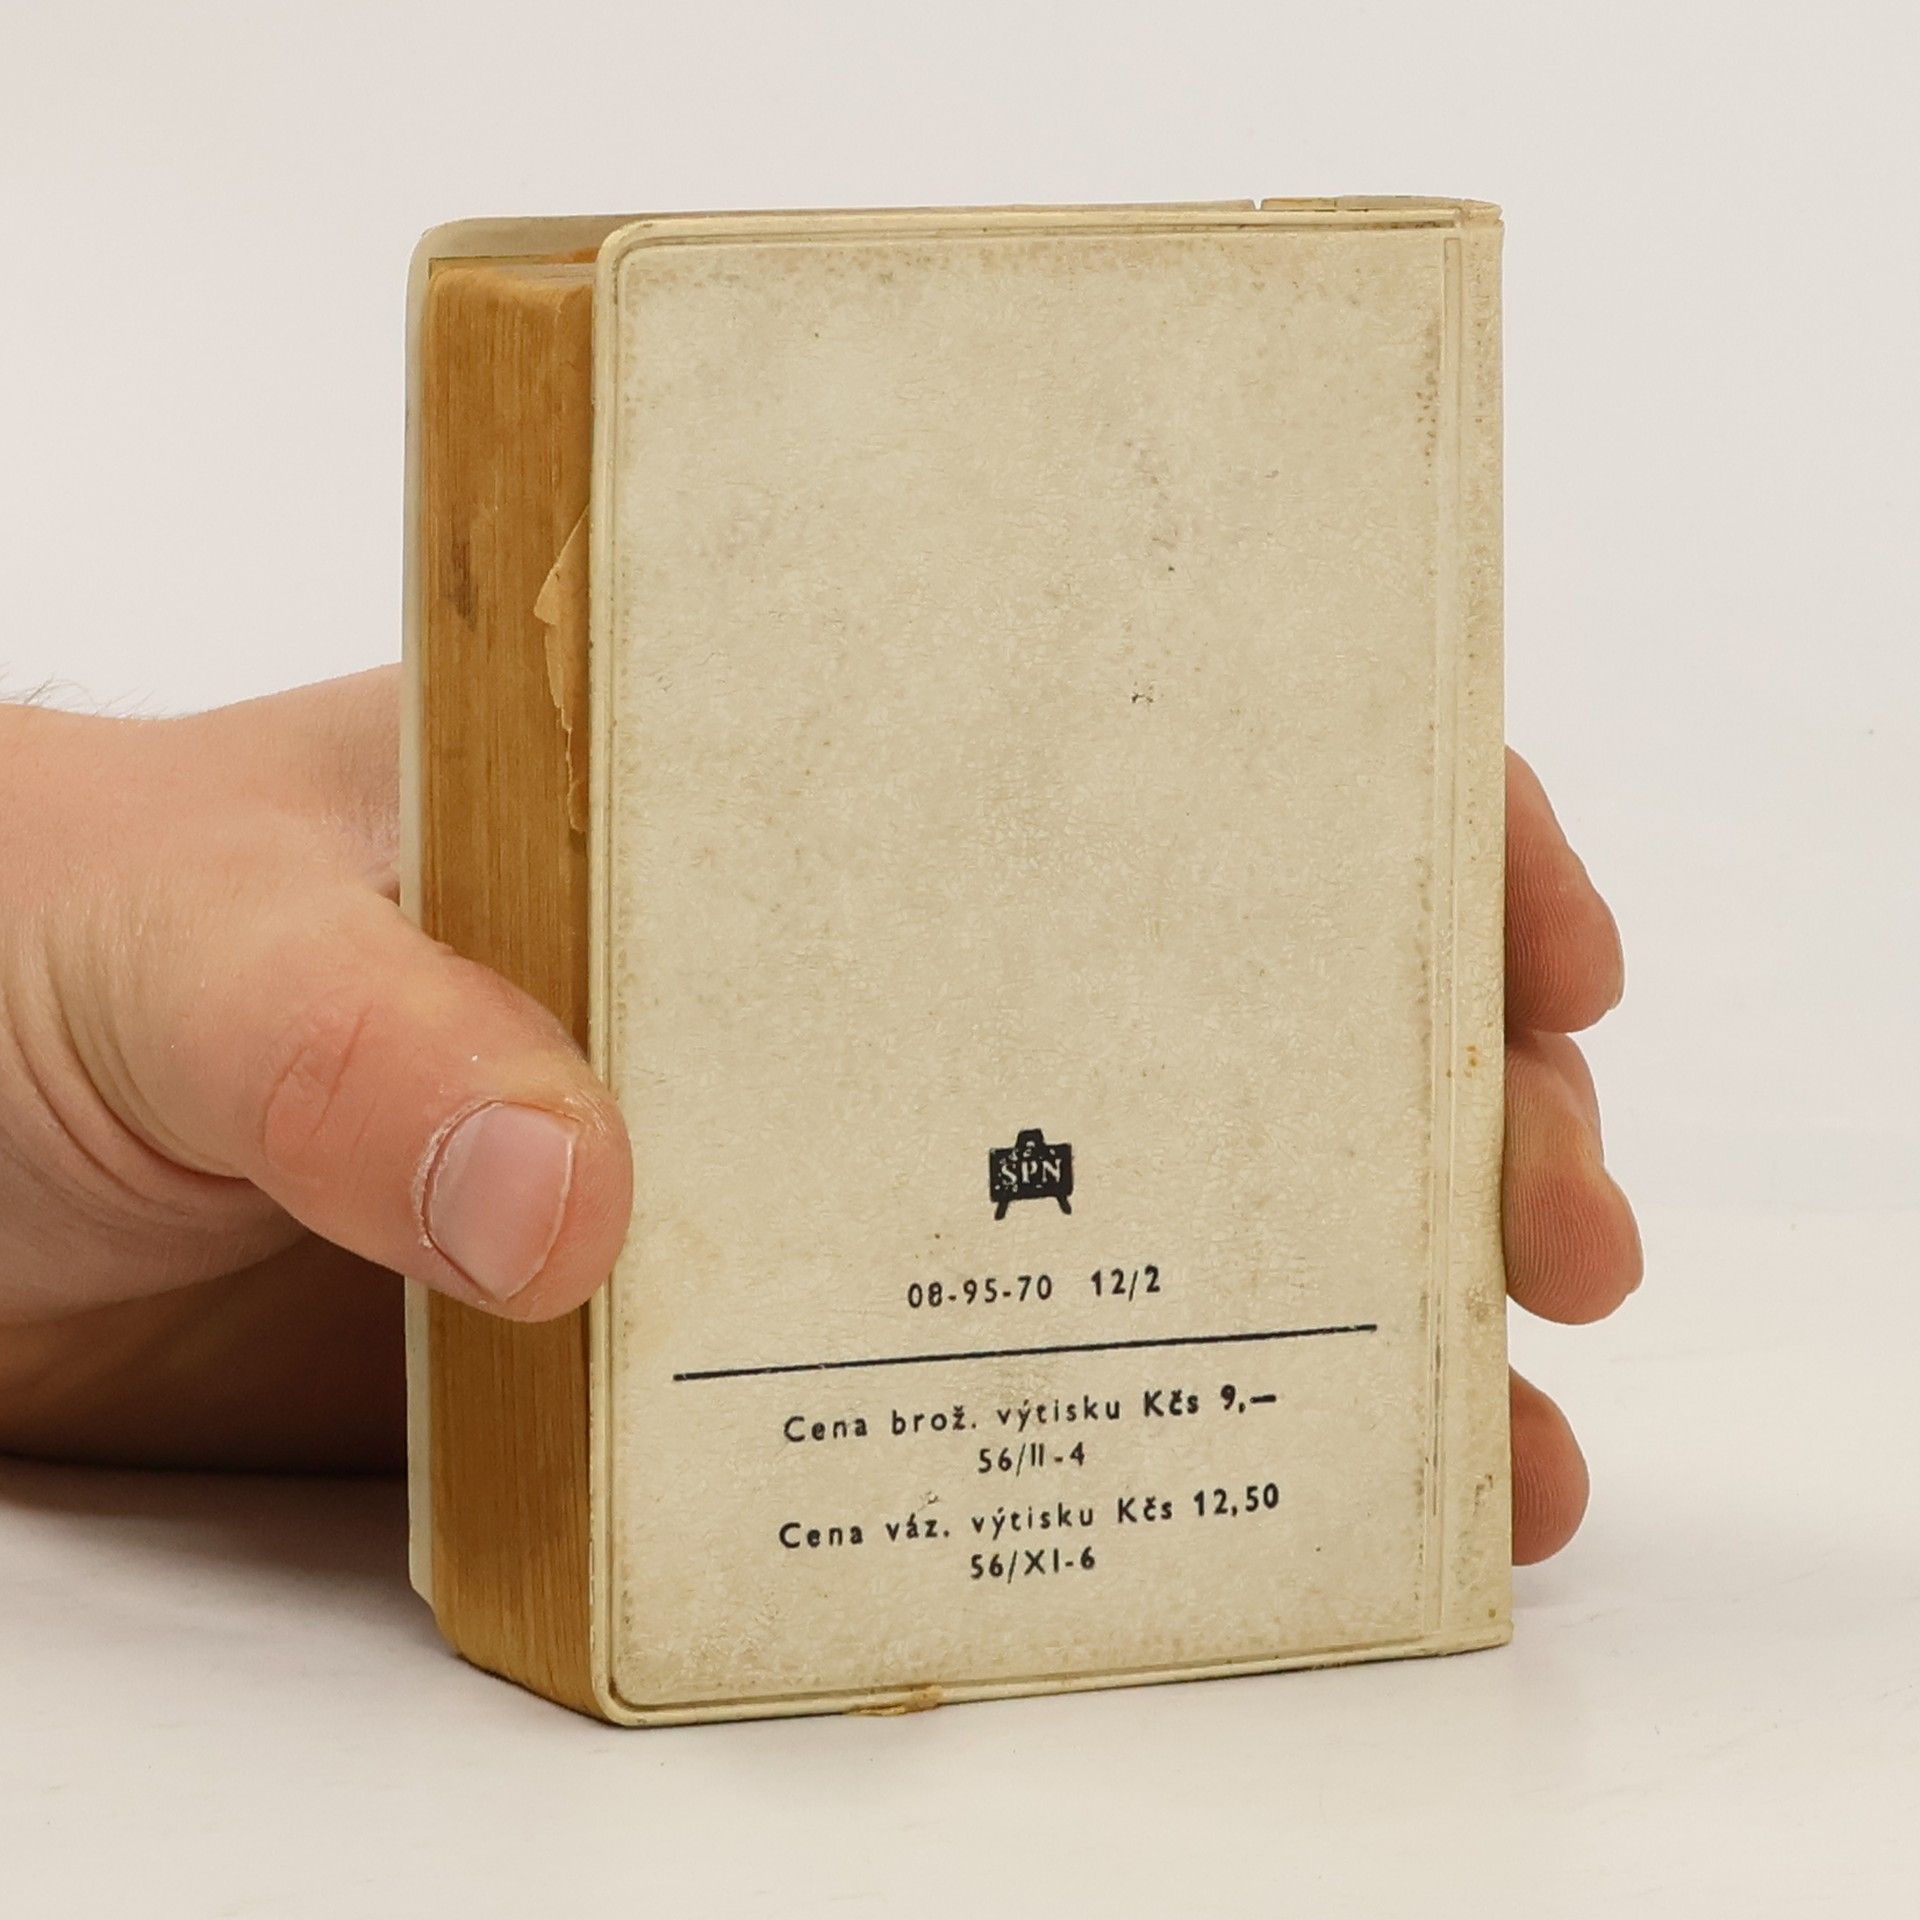 SPN
08-95-70 12/2
Cena brož. výtisku Kčs 9,—
56/II-4
Cena váz. výtisku Kčs 12,50
56/XI-6